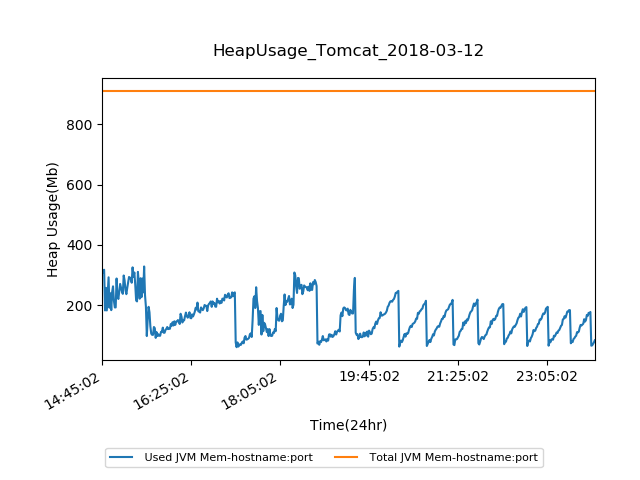 HeapUsage_Tomcat_2018-03-12
Heap Usage(Mb)
800
600
400
200
14:45:02
16:25:02
18:05:02
19:45:02
21:25:02
23:05:02
Time(24hr)
Used JVM Mem-hostname:port
Total JVM Mem-hostname:port